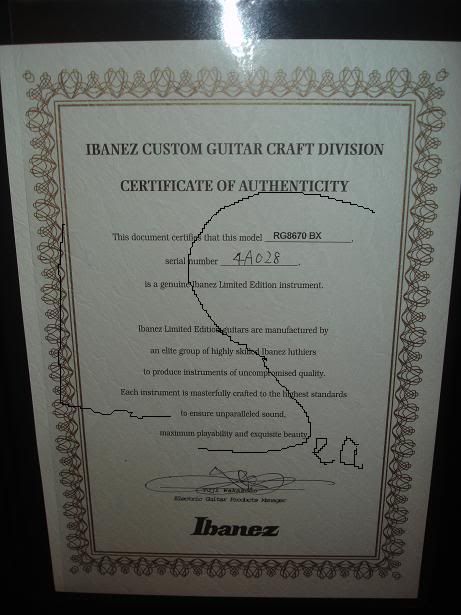 IBANEZ CUSTOM GUITAR CRAFT DIVISION
CERTIFICATE OF AUTHENTICITY
This document certifies that this model RG8670 BX,
serial number 4A028,
is a genuine Ibanez Limited Edition instrument.
Ibanez Limited Edition guitars are manufactured by
an elite group of highly skilled Ibanez luthiers
to produce instruments of uncompromised quality.
Each instrument is masterfully crafted to the highest standards
to ensure unparalleled sound,
maximum playability and exquisite beauty
Yuji Wakamoto
Electric Guitar Products Manager
Ibanez